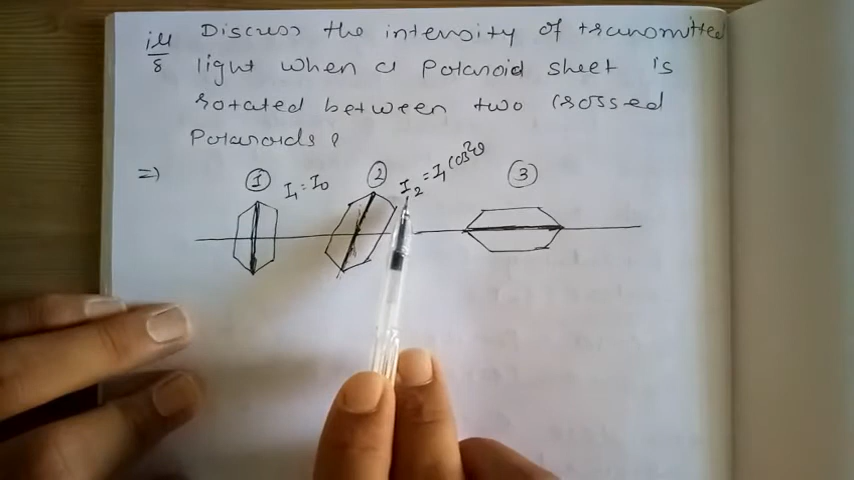 ill/8 Discuss the intensity of transmitted
light when a Polaroid sheet is
rotated between two Crossed
Polaroids ?
=> ① I₁ = I₀ ② I₂ = I₁ cos²θ ③